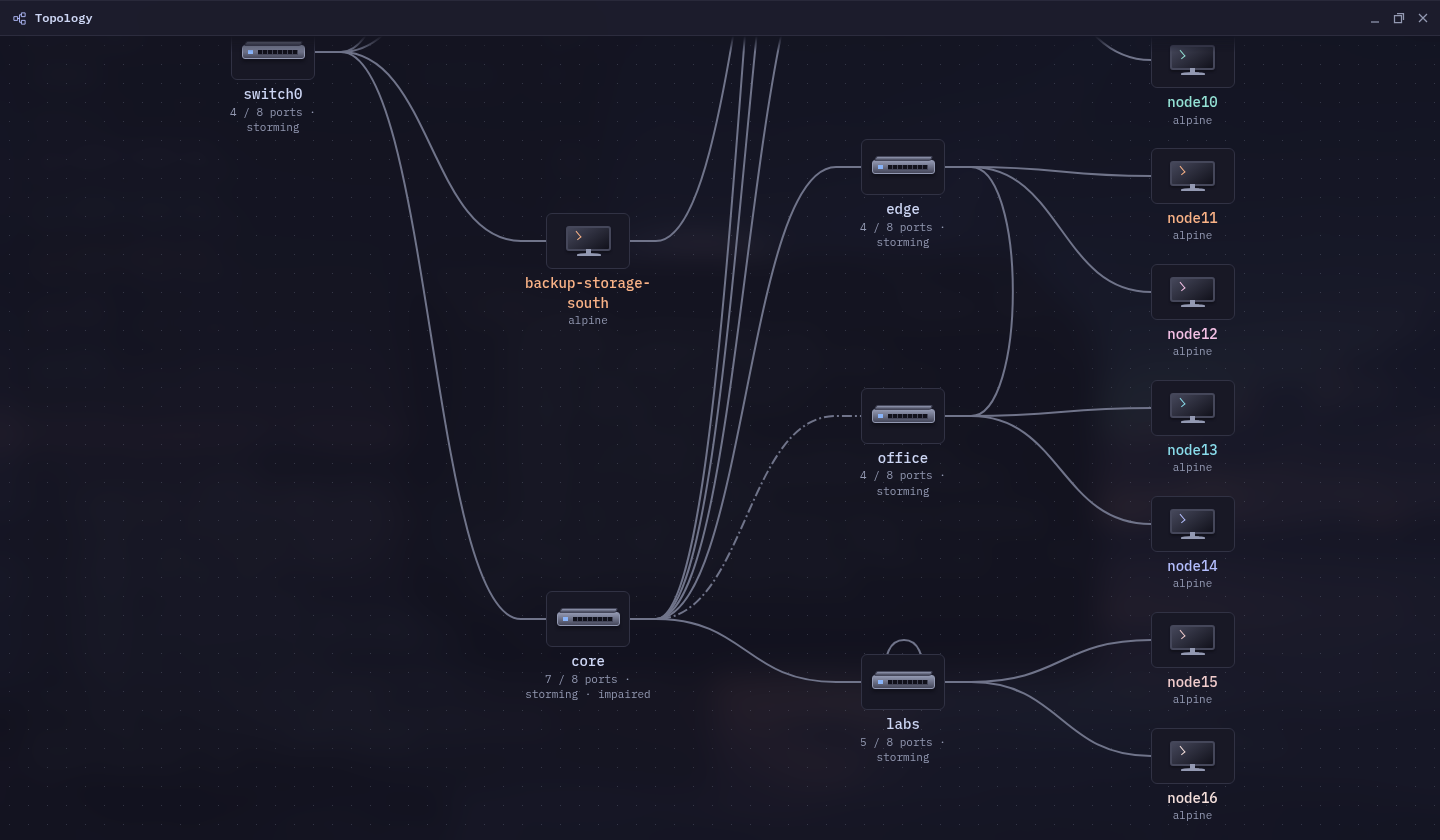 Topology
switch0
4 / 8 ports ·
storming
backup-storage-
south
alpine
core
7 / 8 ports ·
storming · impaired
edge
4 / 8 ports ·
storming
office
4 / 8 ports ·
storming
labs
5 / 8 ports ·
storming
node10
alpine
node11
alpine
node12
alpine
node13
alpine
node14
alpine
node15
alpine
node16
alpine